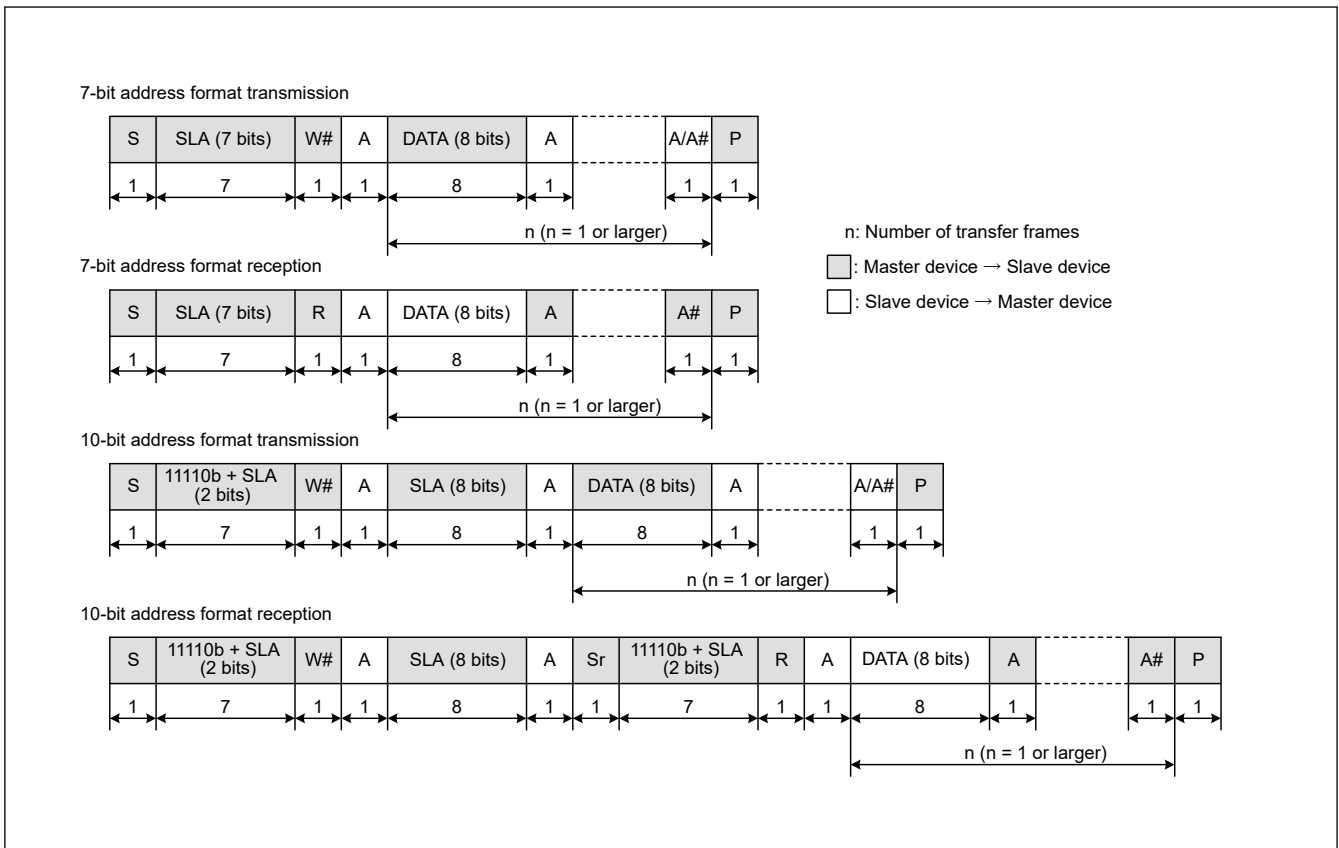 7-bit address format transmission
S SLA (7 bits) W# A DATA (8 bits) A A/A# P
1 7 1 1 8 1 1 1
n (n = 1 or larger)
n: Number of transfer frames
: Master device → Slave device
: Slave device → Master device
7-bit address format reception
S SLA (7 bits) R A DATA (8 bits) A A# P
1 7 1 1 8 1 1 1
n (n = 1 or larger)
10-bit address format transmission
S 11110b + SLA (2 bits) W# A SLA (8 bits) A DATA (8 bits) A A/A# P
1 7 1 1 8 1 8 1 1 1
n (n = 1 or larger)
10-bit address format reception
S 11110b + SLA (2 bits) W# A SLA (8 bits) A Sr 11110b + SLA (2 bits) R A DATA (8 bits) A A# P
1 7 1 1 8 1 1 7 1 1 8 1 1 1
n (n = 1 or larger)